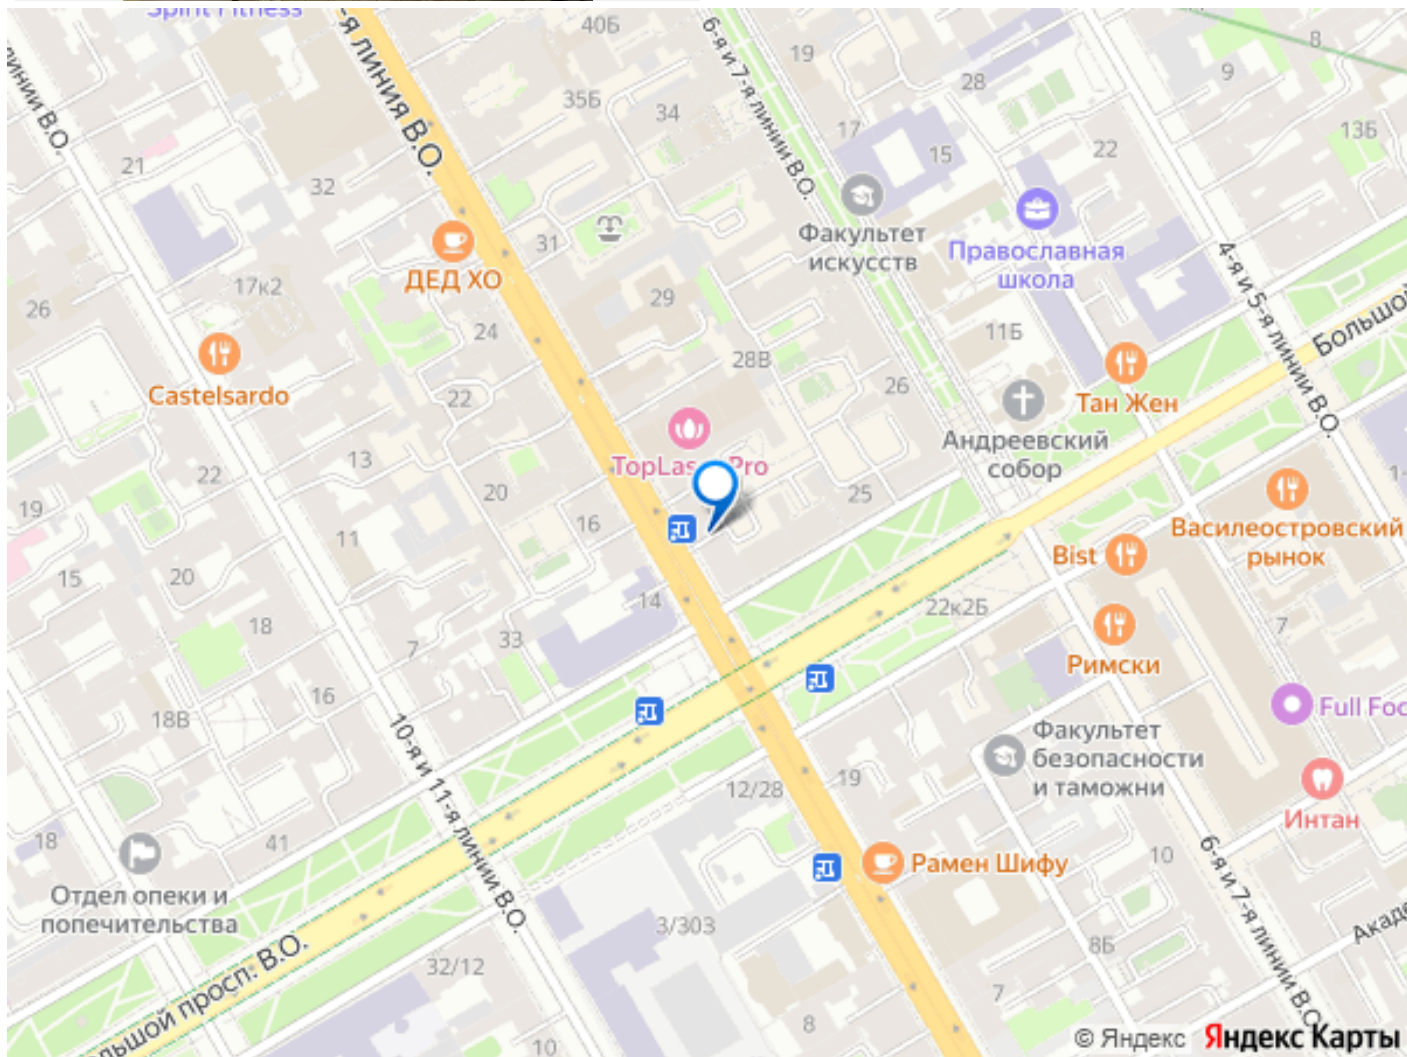 Spirit Fitness
40Б
6-я и 7-я линии В.О.
19
8
9
28
-я линия В.О.
линии В.О.
35Б
34
17
15
22
13Б
21
32
Факультет
искусств
Православная
школа
31
ДЕД ХО
17к2
26
24
29
4-я и 5-я линии В.О.
Большой
11Б
28В
26
Castelsardo
22
Тан Жен
Андреевский
собор
TopLas Pro
13
22
20
25
19
16
Василеостровский
рынок
11
Bist
15
20
14
22к2Б
18
7
33
7
Римски
16
18В
Full Foc
Факультет
безопасности
и таможни
10-я и 11-я линии В.О.
12/28
19
Интан
18
41
10
Рамен Шифу
Отдел опеки и
попечительства
3/303
6-я и 7-я линии В.О.
Акаде
8Б
32/12
Большой просп. В.О.
7
8
10
© Яндекс Яндекс Карты